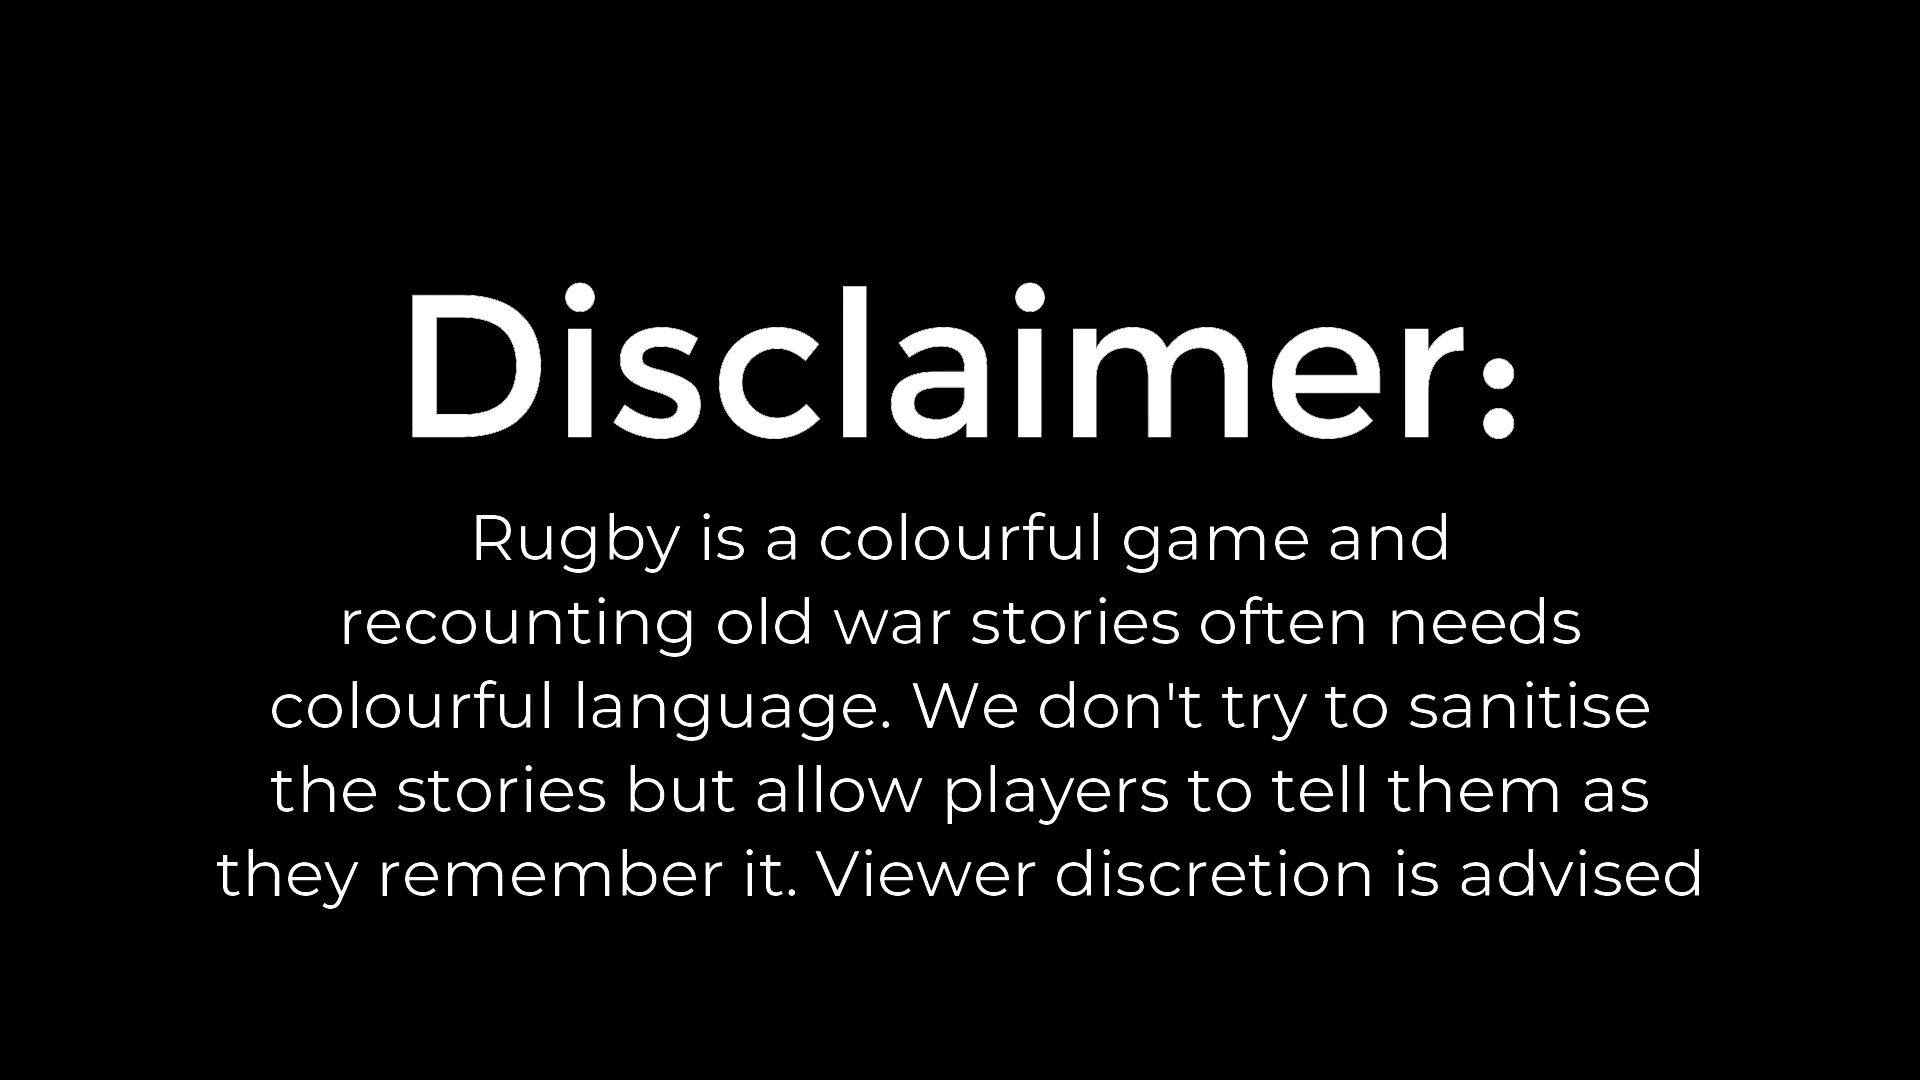 Disclaimer:
Rugby is a colourful game and
recounting old war stories often needs
colourful language. We don't try to sanitise
the stories but allow players to tell them as
they remember it. Viewer discretion is advised